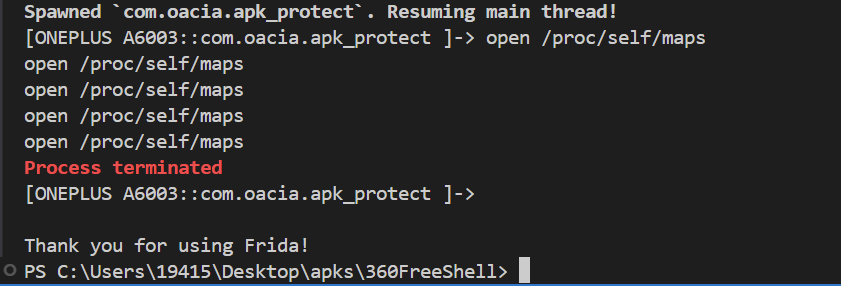 Spawned `com.oacia.apk_protect`. Resuming main thread!
[ONEPLUS A6003::com.oacia.apk_protect ]-> open /proc/self/maps
open /proc/self/maps
open /proc/self/maps
open /proc/self/maps
open /proc/self/maps
Process terminated
[ONEPLUS A6003::com.oacia.apk_protect ]->
Thank you for using Frida!
PS C:\Users\19415\Desktop\apks\360FreeShell>